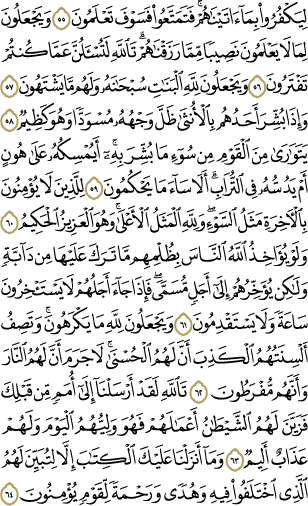 لِيَكْفُرُوا۟ بِمَآ ءَاتَيْنَـٰهُمْ ۚ فَتَمَتَّعُوا۟ ۖ فَسَوْفَ تَعْلَمُونَ ٥٥ وَيَجْعَلُونَ
لِمَا لَا يَعْلَمُونَ نَصِيبًا مِّمَّا رَزَقْنَـٰهُمْ ۗ تَٱللَّهِ لَتُسْـَٔلُنَّ عَمَّا كُنتُمْ
تَفْتَرُونَ ٥٦ وَيَجْعَلُونَ لِلَّهِ ٱلْبَنَـٰتِ سُبْحَـٰنَهُۥ ۙ وَلَهُم مَّا يَشْتَهُونَ ٥٧
وَإِذَا بُشِّرَ أَحَدُهُم بِٱلْأُنثَىٰ ظَلَّ وَجْهُهُۥ مُسْوَدًّا وَهُوَ كَظِيمٌ ٥٨
يَتَوَٰرَىٰ مِنَ ٱلْقَوْمِ مِن سُوٓءِ مَا بُشِّرَ بِهِۦٓ ۚ أَيُمْسِكُهُۥ عَلَىٰ هُونٍ
أَمْ يَدُسُّهُۥ فِى ٱلتُّرَابِ ۗ أَلَا سَآءَ مَا يَحْكُمُونَ ٥٩ لِلَّذِينَ لَا يُؤْمِنُونَ
بِٱلْـَٔاخِرَةِ مَثَلُ ٱلسَّوْءِ ۖ وَلِلَّهِ ٱلْمَثَلُ ٱلْأَعْلَىٰ ۚ وَهُوَ ٱلْعَزِيزُ ٱلْحَكِيمُ ٦٠
وَلَوْ يُؤَاخِذُ ٱللَّهُ ٱلنَّاسَ بِظُلْمِهِم مَّا تَرَكَ عَلَيْهَا مِن دَآبَّةٍ
وَلَـٰكِن يُؤَخِّرُهُمْ إِلَىٰٓ أَجَلٍ مُّسَمًّى ۖ فَإِذَا جَآءَ أَجَلُهُمْ لَا يَسْتَـْٔخِرُونَ
سَاعَةً ۖ وَلَا يَسْتَقْدِمُونَ ٦١ وَيَجْعَلُونَ لِلَّهِ مَا يَكْرَهُونَ ۚ وَتَصِفُ
أَلْسِنَتُهُمُ ٱلْكَذِبَ أَنَّ لَهُمُ ٱلْحُسْنَىٰ ۖ لَا جَرَمَ أَنَّ لَهُمُ ٱلنَّارَ
وَأَنَّهُم مُّفْرَطُونَ ٦٢ تَٱللَّهِ لَقَدْ أَرْسَلْنَآ إِلَىٰٓ أُمَمٍ مِّن قَبْلِكَ
فَزَيَّنَ لَهُمُ ٱلشَّيْطَـٰنُ أَعْمَـٰلَهُمْ فَهُوَ وَلِيُّهُمُ ٱلْيَوْمَ وَلَهُمْ
عَذَابٌ أَلِيمٌ ٦٣ وَمَآ أَنزَلْنَا عَلَيْكَ ٱلْكِتَـٰبَ إِلَّا لِتُبَيِّنَ لَهُمُ
ٱلَّذِى ٱخْتَلَفُوا۟ فِيهِ ۙ وَهُدًى وَرَحْمَةً لِّقَوْمٍ يُؤْمِنُونَ ٦٤